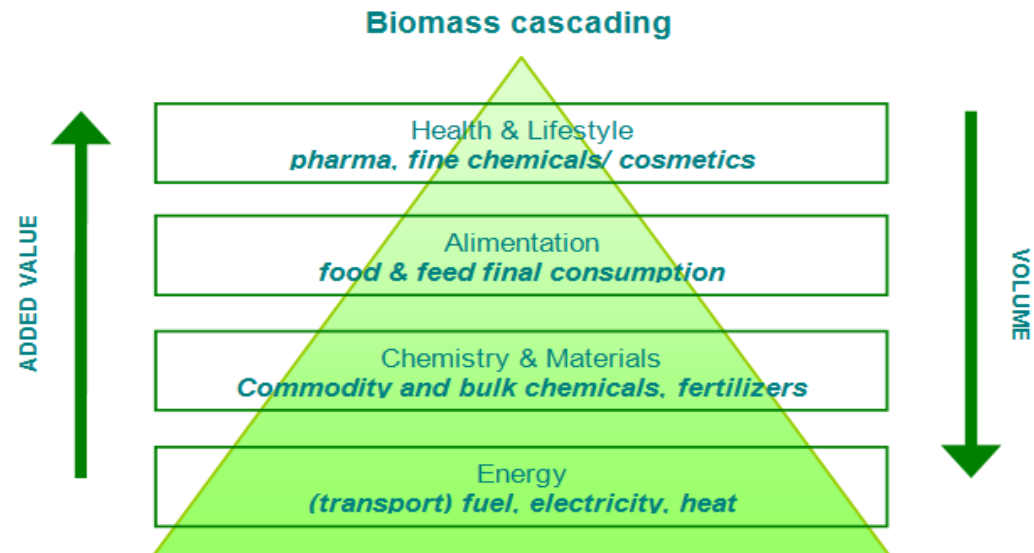 Biomass cascading
Health & Lifestyle
pharma, fine chemicals/ cosmetics
ADDED VALUE
Alimentation
food & feed final consumption
VOLUME
Chemistry & Materials
Commodity and bulk chemicals, fertilizers
Energy
(transport) fuel, electricity, heat